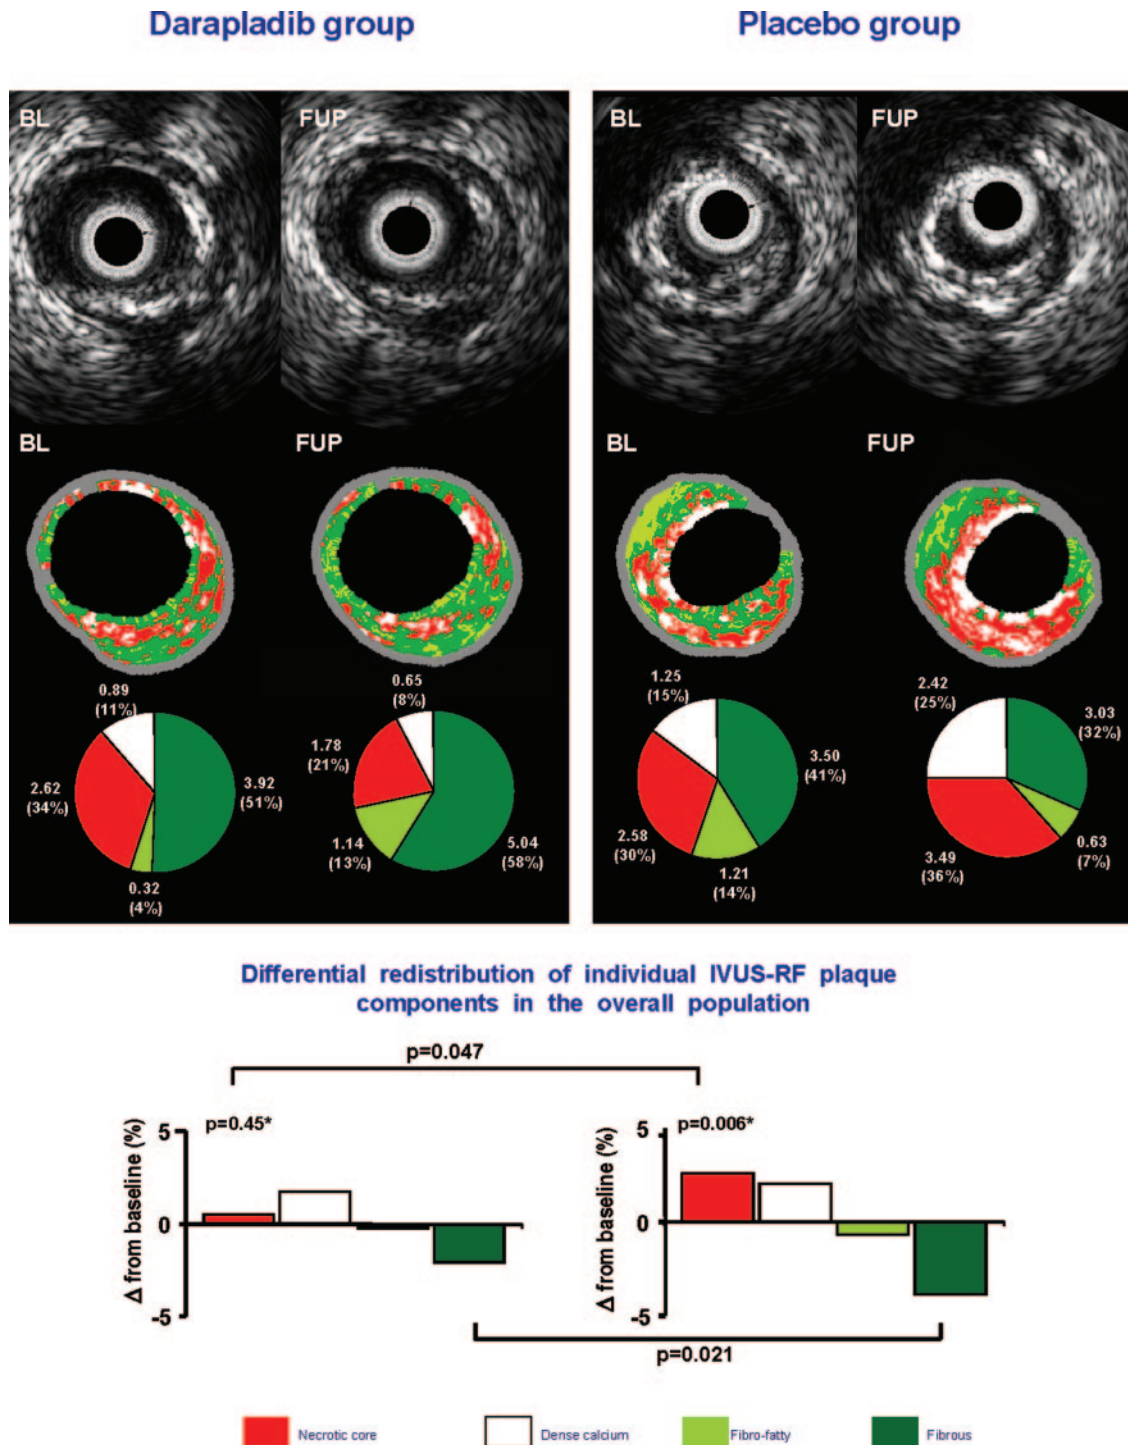 Darapladib group
Placebo group
BL
FUP
BL
FUP
BL
FUP
BL
FUP
0.89
(11%)
2.62
(34%)
3.92
(51%)
0.32
(4%)
0.65
(8%)
1.78
(21%)
1.14
(13%)
5.04
(58%)
1.25
(15%)
3.50
(41%)
2.58
(30%)
1.21
(14%)
2.42
(25%)
3.03
(32%)
3.49
(36%)
0.63
(7%)
Differential redistribution of individual IVUS-RF plaque
components in the overall population
p=0.047
Δ from baseline (%)
5
0
-5
p=0.45*
Δ from baseline (%)
5
0
-5
p=0.006*
p=0.021
Necrotic core
Dense calcium
Fibro-fatty
Fibrous